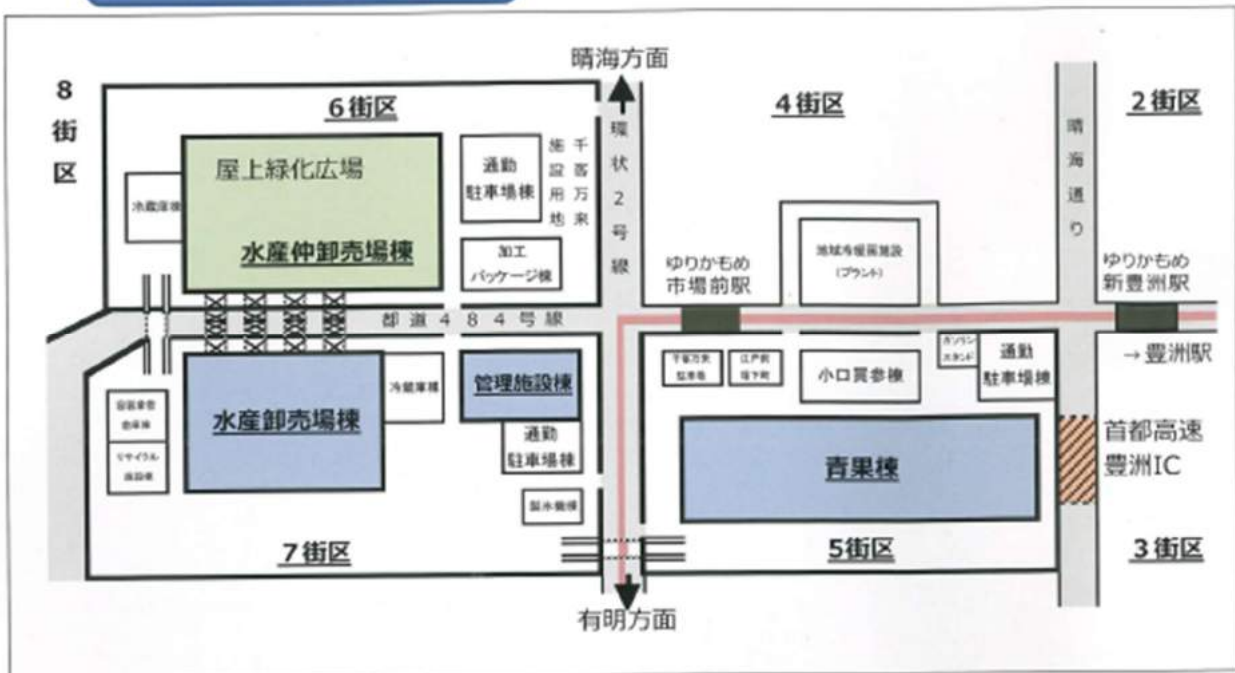 晴海方面
8街区
6街区
4街区
2街区
環状2号線
晴海通り
屋上緑化広場
水産仲卸売場棟
冷蔵庫棟
通勤
駐車場棟
千客万来
施設用地
加工
パッケージ棟
ゆりかもめ
市場前駅
地域冷暖房施設
(プラント)
ゆりかもめ
新豊洲駅
都道484号線
→豊洲駅
水産卸売場棟
冷蔵庫棟
管理施設棟
通勤
駐車場棟
製氷機棟
リサイクル
千客万来
駐車場
江戸前
場下町
小口買参棟
ガソリン
スタンド
通勤
駐車場棟
青果棟
首都高速
豊洲IC
7街区
5街区
3街区
有明方面